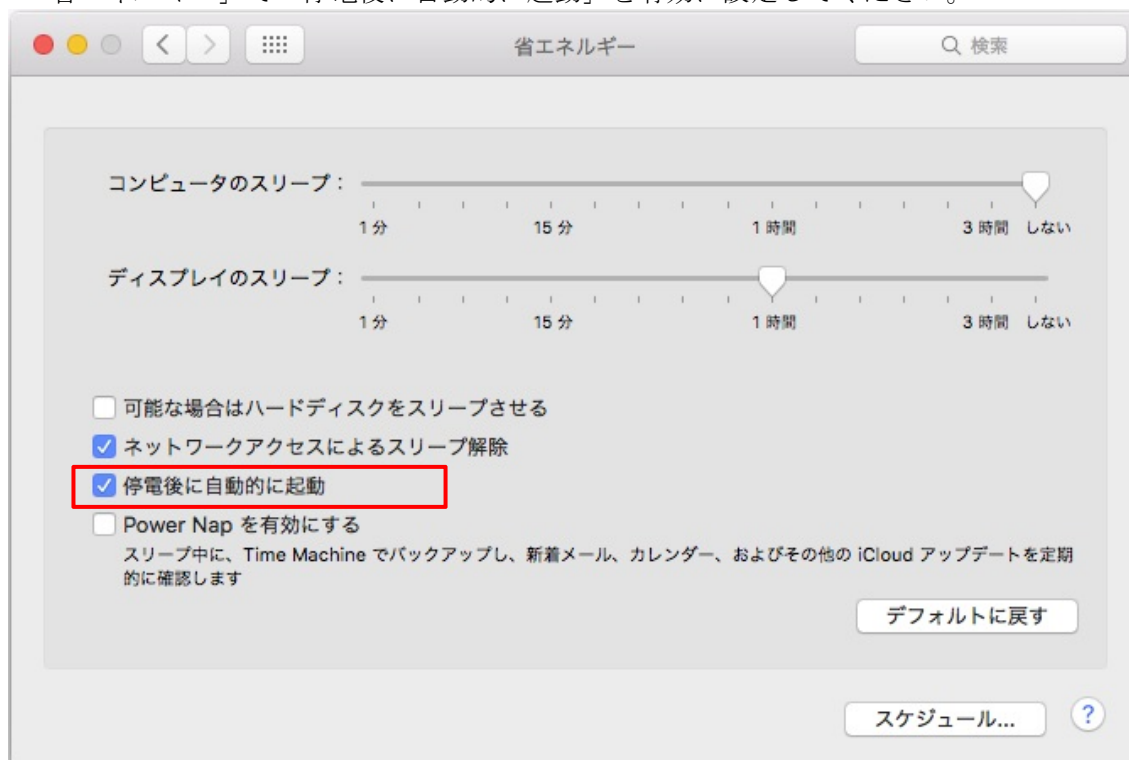 省エネルギー
検索
コンピュータのスリープ：
1分 15分 1時間 3時間 しない
ディスプレイのスリープ：
1分 15分 1時間 3時間 しない
可能な場合はハードディスクをスリープさせる
ネットワークアクセスによるスリープ解除
停電後に自動的に起動
Power Nap を有効にする
スリープ中に、Time Machine でバックアップし、新着メール、カレンダー、およびその他の iCloud アップデートを定期
的に確認します
デフォルトに戻す
スケジュール...
?